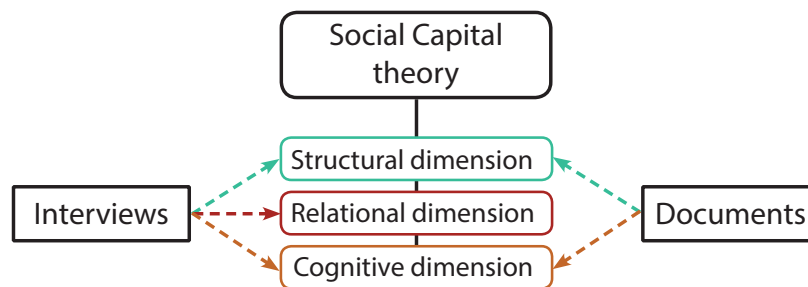 Social Capital
theory
Structural dimension
Interviews
Relational dimension
Documents
Cognitive dimension